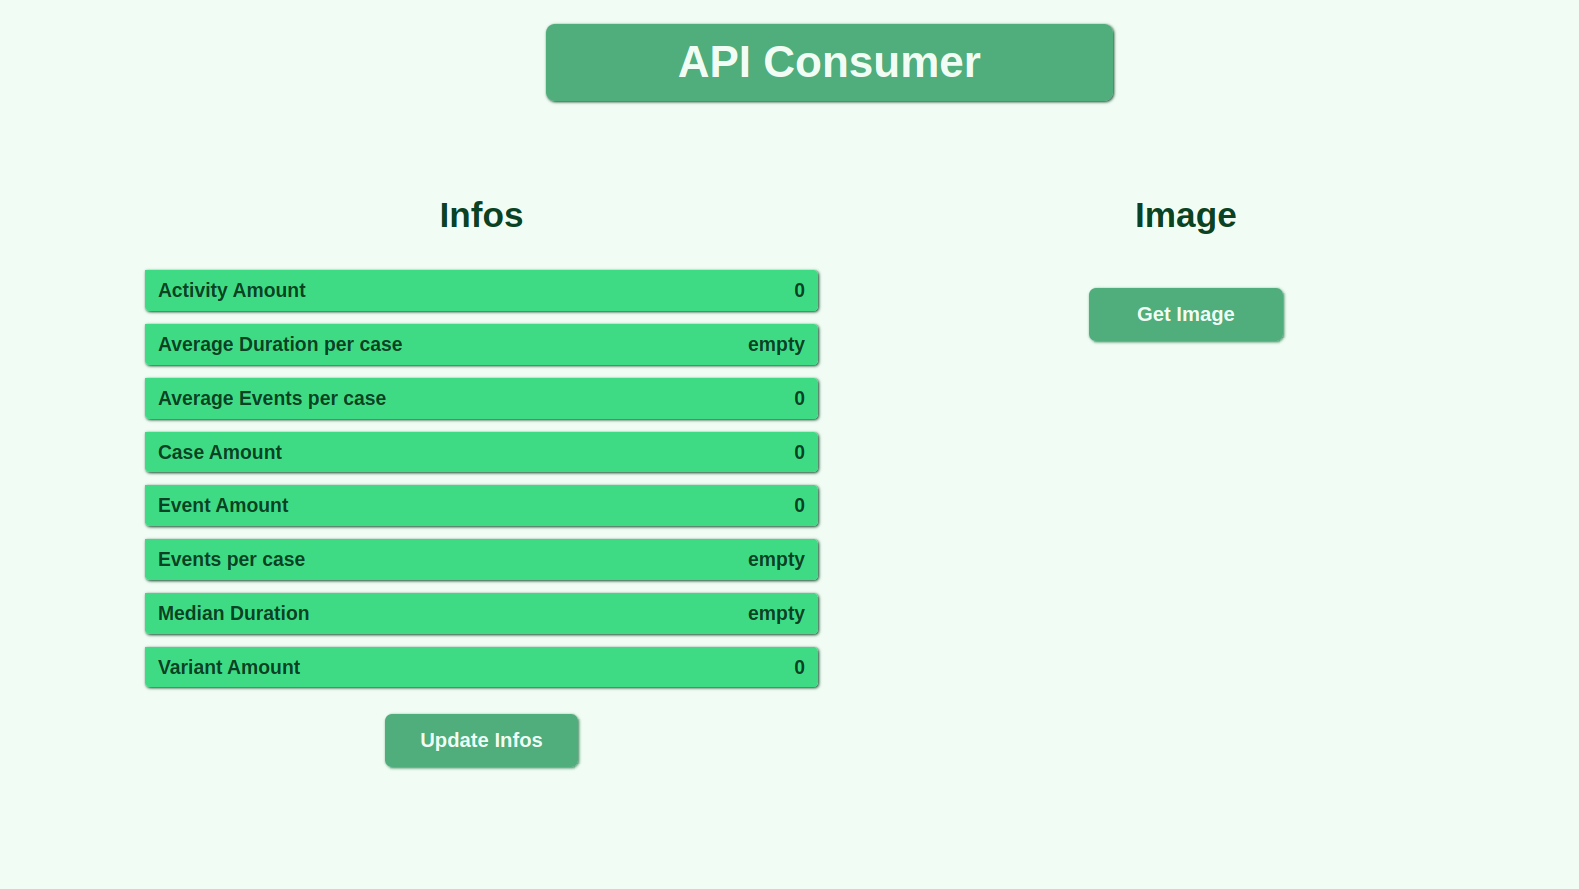 API Consumer
Infos
Activity Amount 0
Average Duration per case empty
Average Events per case 0
Case Amount 0
Event Amount 0
Events per case empty
Median Duration empty
Variant Amount 0
Update Infos
Image
Get Image